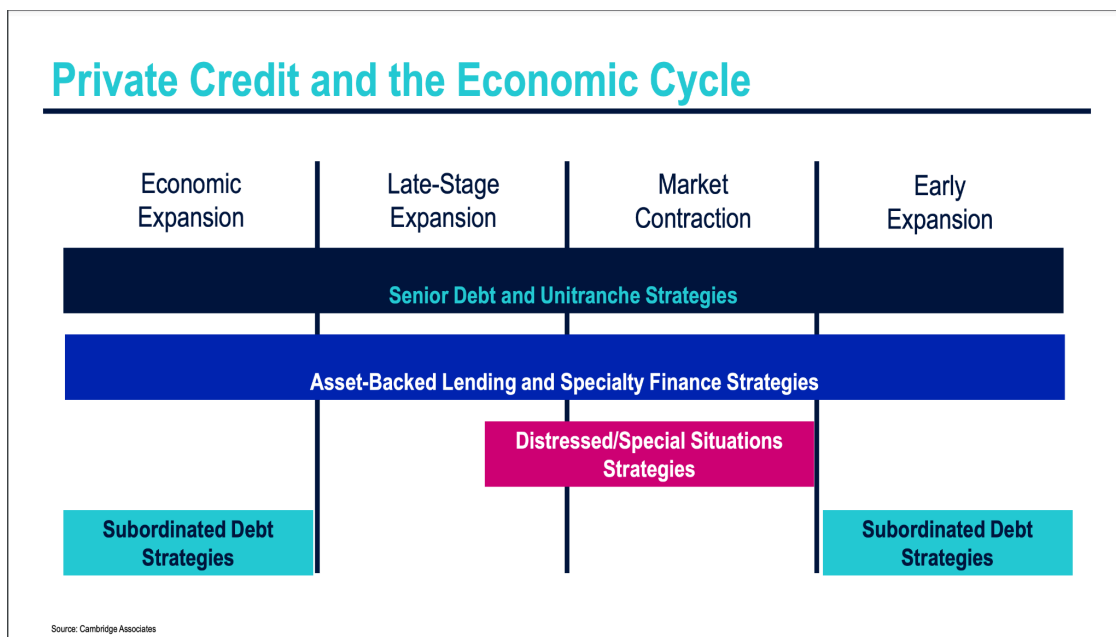 Private Credit and the Economic Cycle
Economic
Expansion
Late-Stage
Expansion
Market
Contraction
Early
Expansion
Senior Debt and Unitranche Strategies
Asset-Backed Lending and Specialty Finance Strategies
Distressed/Special Situations
Strategies
Subordinated Debt
Strategies
Subordinated Debt
Strategies
Source: Cambridge Associates